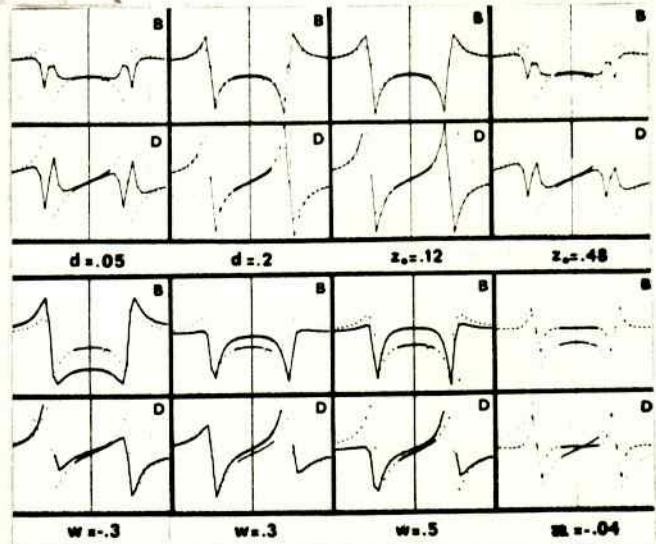 B B B B
D D D D
d = .05 d = .2 z₀ = .12 z₀ = .48
B B B B
D D D D
w = -.3 w = .3 w = .5 m = -.04